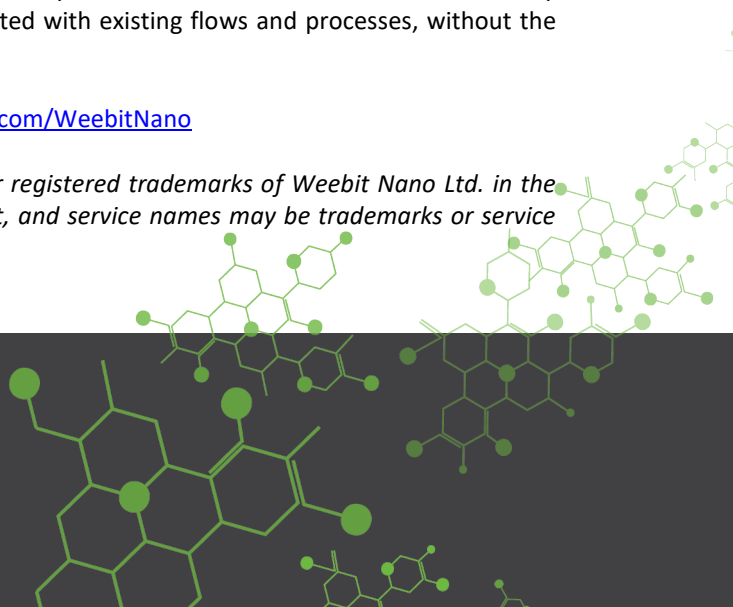 ted with existing flows and processes, without the
com/WeebitNano
r registered trademarks of Weebit Nano Ltd. in the
t, and service names may be trademarks or service